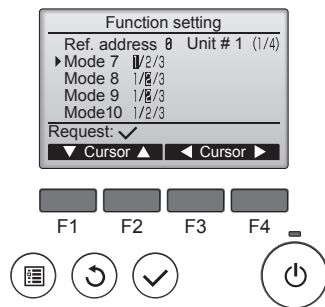 Function setting
Ref. address 0 Unit # 1 (1/4)
Mode 7 1/2/3
Mode 8 1/2/3
Mode 9 1/2/3
Mode10 1/2/3
Request: ✓
▼ Cursor ▲ ◀ Cursor ▶
F1 F2 F3 F4